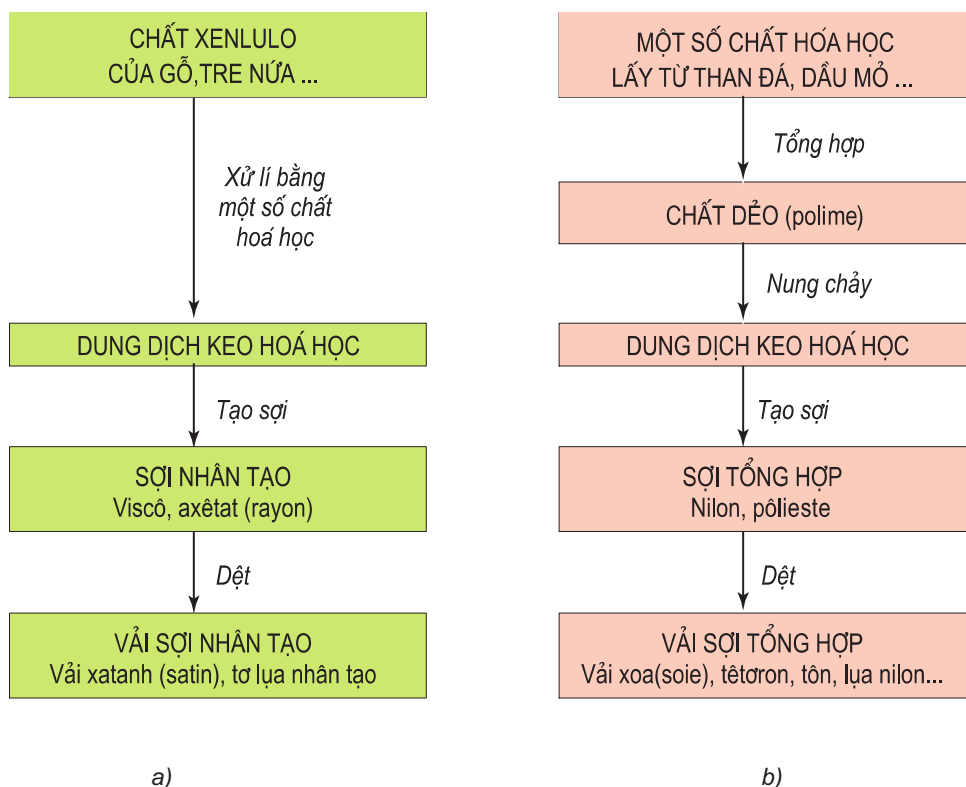 CHẤT XENLULO
CỦA GỖ,TRE NỨA ...
Xử lí bằng
một số chất
hoá học
DUNG DỊCH KEO HOÁ HỌC
Tạo sợi
SỢI NHÂN TẠO
Viscô, axêtat (rayon)
Dệt
VẢI SỢI NHÂN TẠO
Vải xatanh (satin), tơ lụa nhân tạo
a)
MỘT SỐ CHẤT HÓA HỌC
LẤY TỪ THAN ĐÁ, DẦU MỎ ...
Tổng hợp
CHẤT DẺO (polime)
Nung chảy
DUNG DỊCH KEO HOÁ HỌC
Tạo sợi
SỢI TỔNG HỢP
Nilon, pôlieste
Dệt
VẢI SỢI TỔNG HỢP
Vải xoa(soie), têtơron, tôn, lụa nilon...
b)